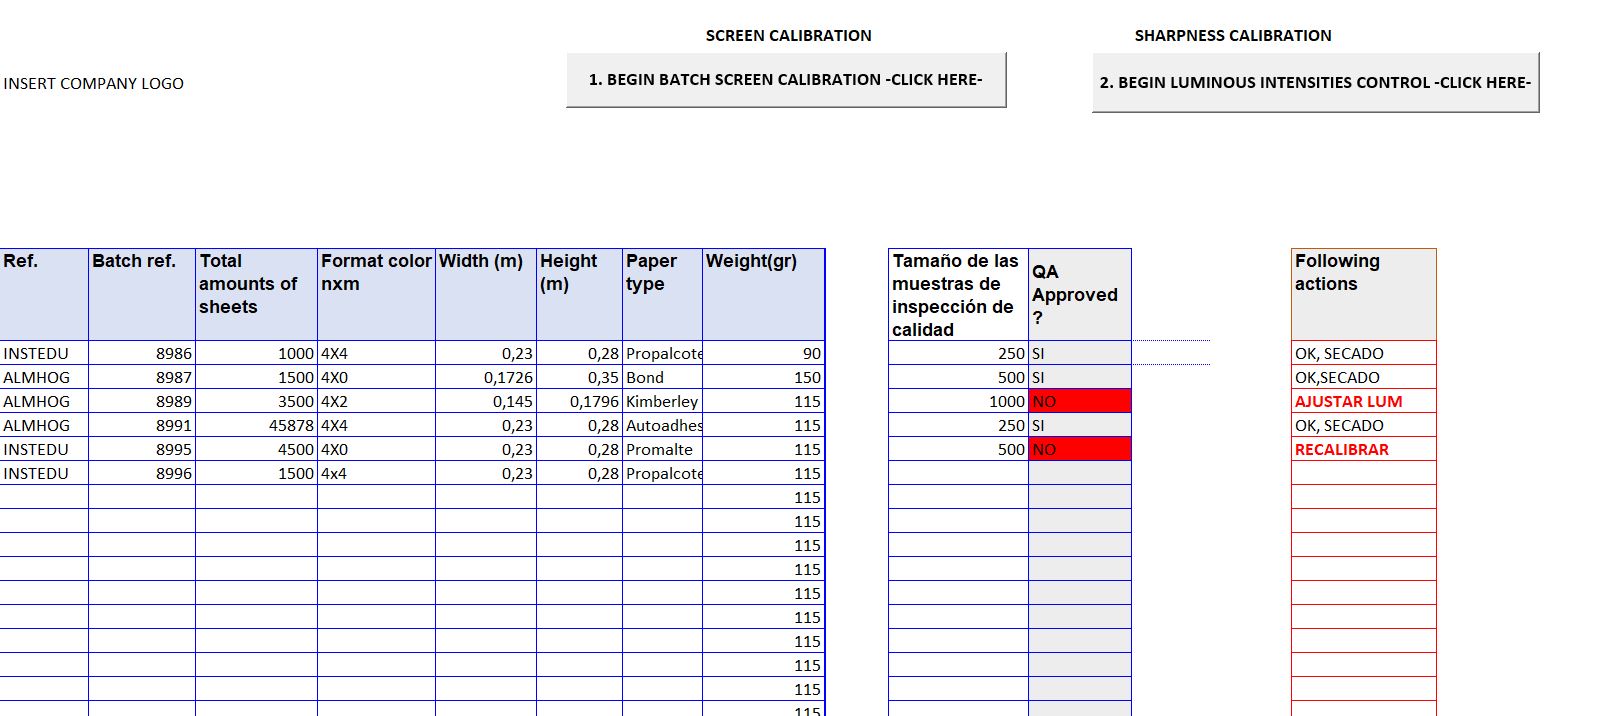 SCREEN CALIBRATION
SHARPNESS CALIBRATION
INSERT COMPANY LOGO
1. BEGIN BATCH SCREEN CALIBRATION -CLICK HERE-
2. BEGIN LUMINOUS INTENSITIES CONTROL -CLICK HERE-
Ref. Batch ref. Total amounts of sheets Format color nxm Width (m) Height (m) Paper type Weight(gr) Tamaño de las muestras de inspección de calidad QA Approved ? Following actions
INSTEDU 8986 1000 4X4 0,23 0,28 Propalcote 90 250 SI OK, SECADO
ALMHOG 8987 1500 4X0 0,1726 0,35 Bond 150 500 SI OK,SECADO
ALMHOG 8989 3500 4X2 0,145 0,1796 Kimberley 115 1000 NO AJUSTAR LUM
ALMHOG 8991 45878 4X4 0,23 0,28 Autoadhes 115 250 SI OK, SECADO
INSTEDU 8995 4500 4X0 0,23 0,28 Promalte 115 500 NO RECALIBRAR
INSTEDU 8996 1500 4x4 0,23 0,28 Propalcote 115
115
115
115
115
115
115
115
115
115
115